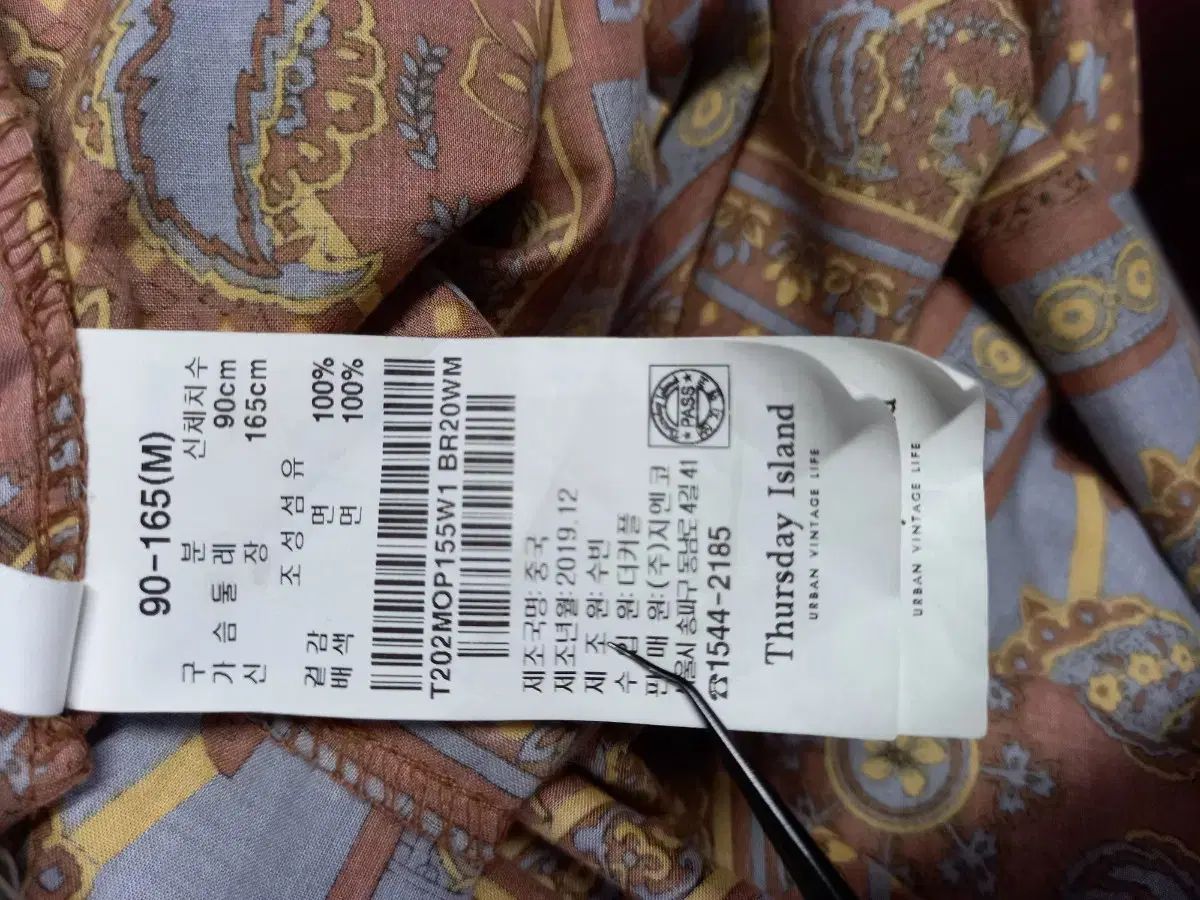 90-165(M)
구 분 신체치수
가 슴 둘 레 90cm
신 장 165cm
조 성 섬 유
겉 감 면 100%
배 색 면 100%
T202MOP155W1 BR20WM
제조국명: 중국
제조년월: 2019.12
제 조 원: 수빈
수 입 원: 더커플
판 매 원: (주)지엔코
서울시 송파구 동남로4길 41
☎1544-2185
PASS
Thursday Island
URBAN VINTAGE LIFE
d
URBAN VINTAGE LIFE